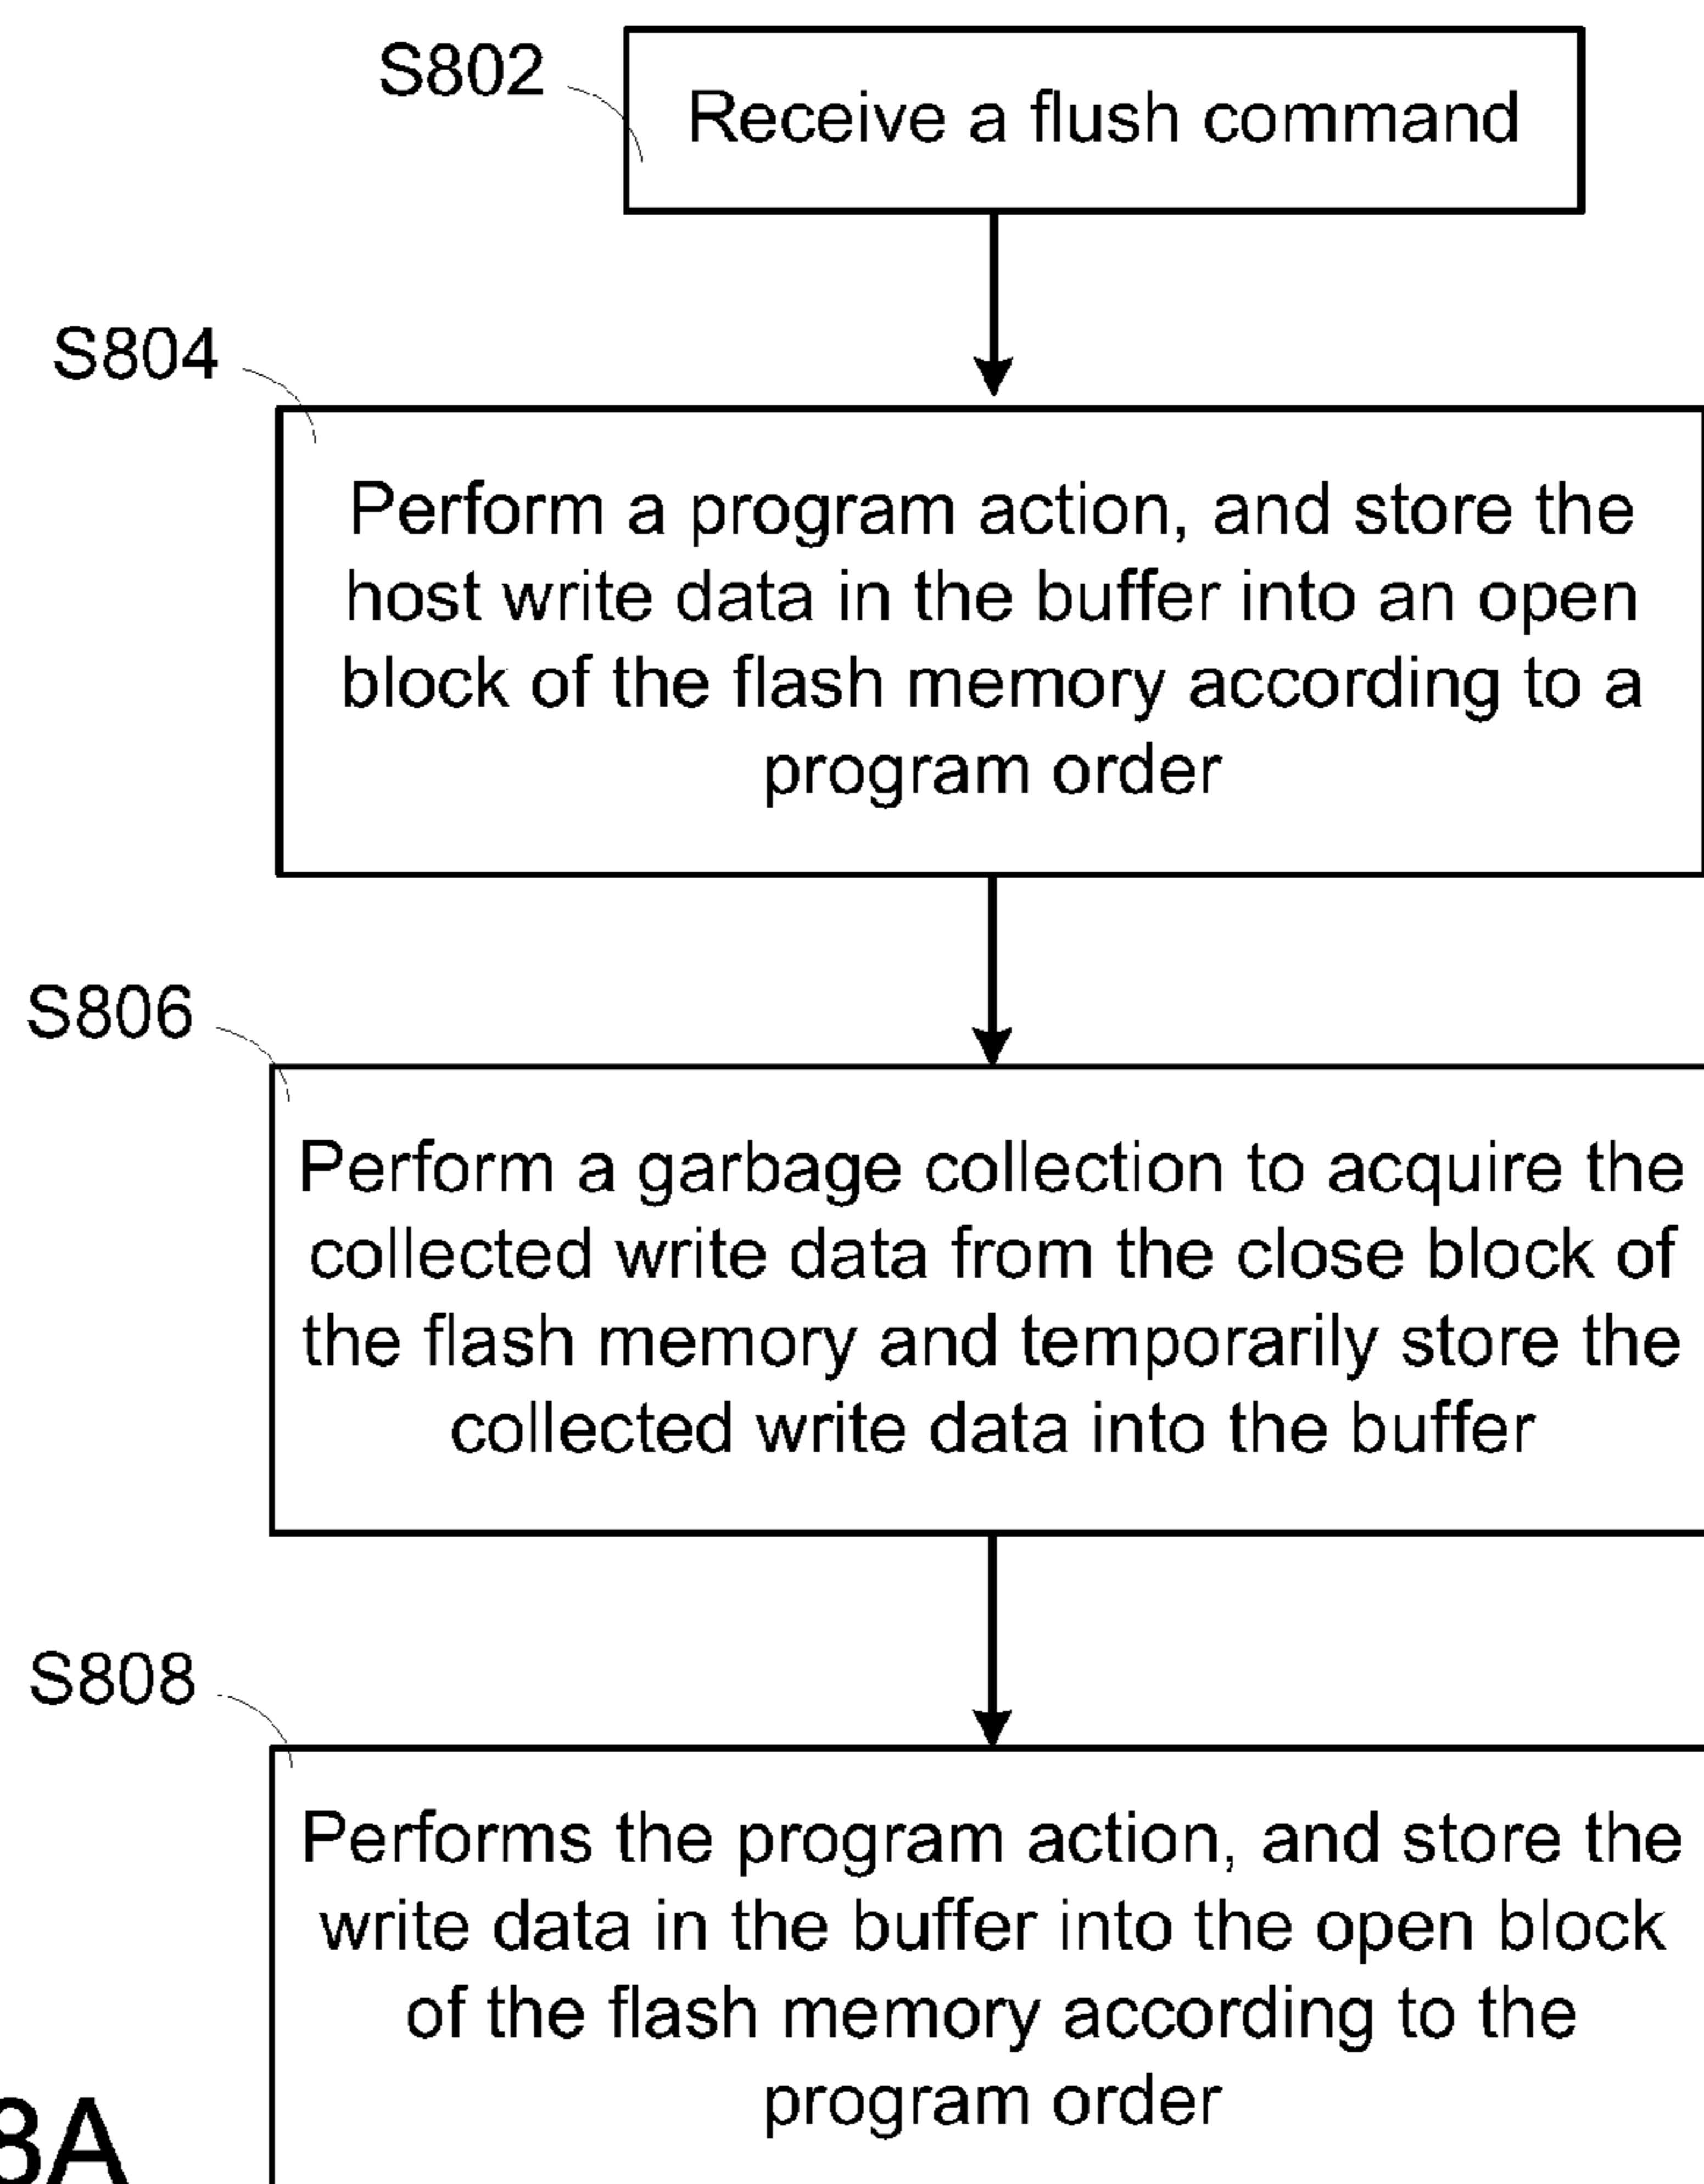 S802
Receive a flush command
S804
Perform a program action, and store the
host write data in the buffer into an open
block of the flash memory according to a
program order
S806
Perform a garbage collection to acquire the
collected write data from the close block of
the flash memory and temporarily store the
collected write data into the buffer
S808
Performs the program action, and store the
write data in the buffer into the open block
of the flash memory according to the
program order
8A